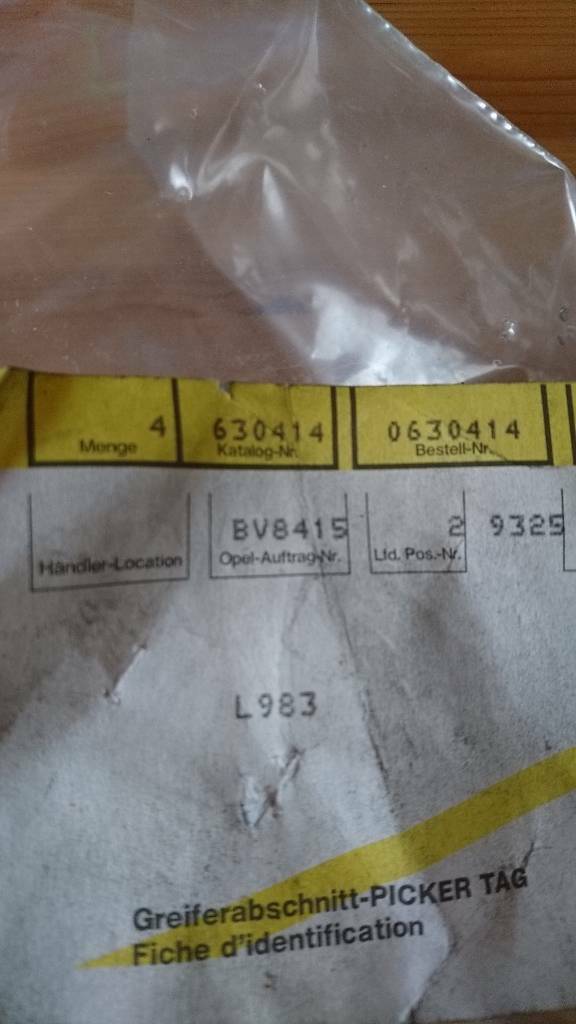 4 630414 0630414
Menge Katalog-Nr. Bestell-Nr.
BV8415 2 9325
Händler-Location Opel-Auftrag-Nr. Lfd. Pos.-Nr.
L983
Greiferabschnitt-PICKER TAG
Fiche d'identification